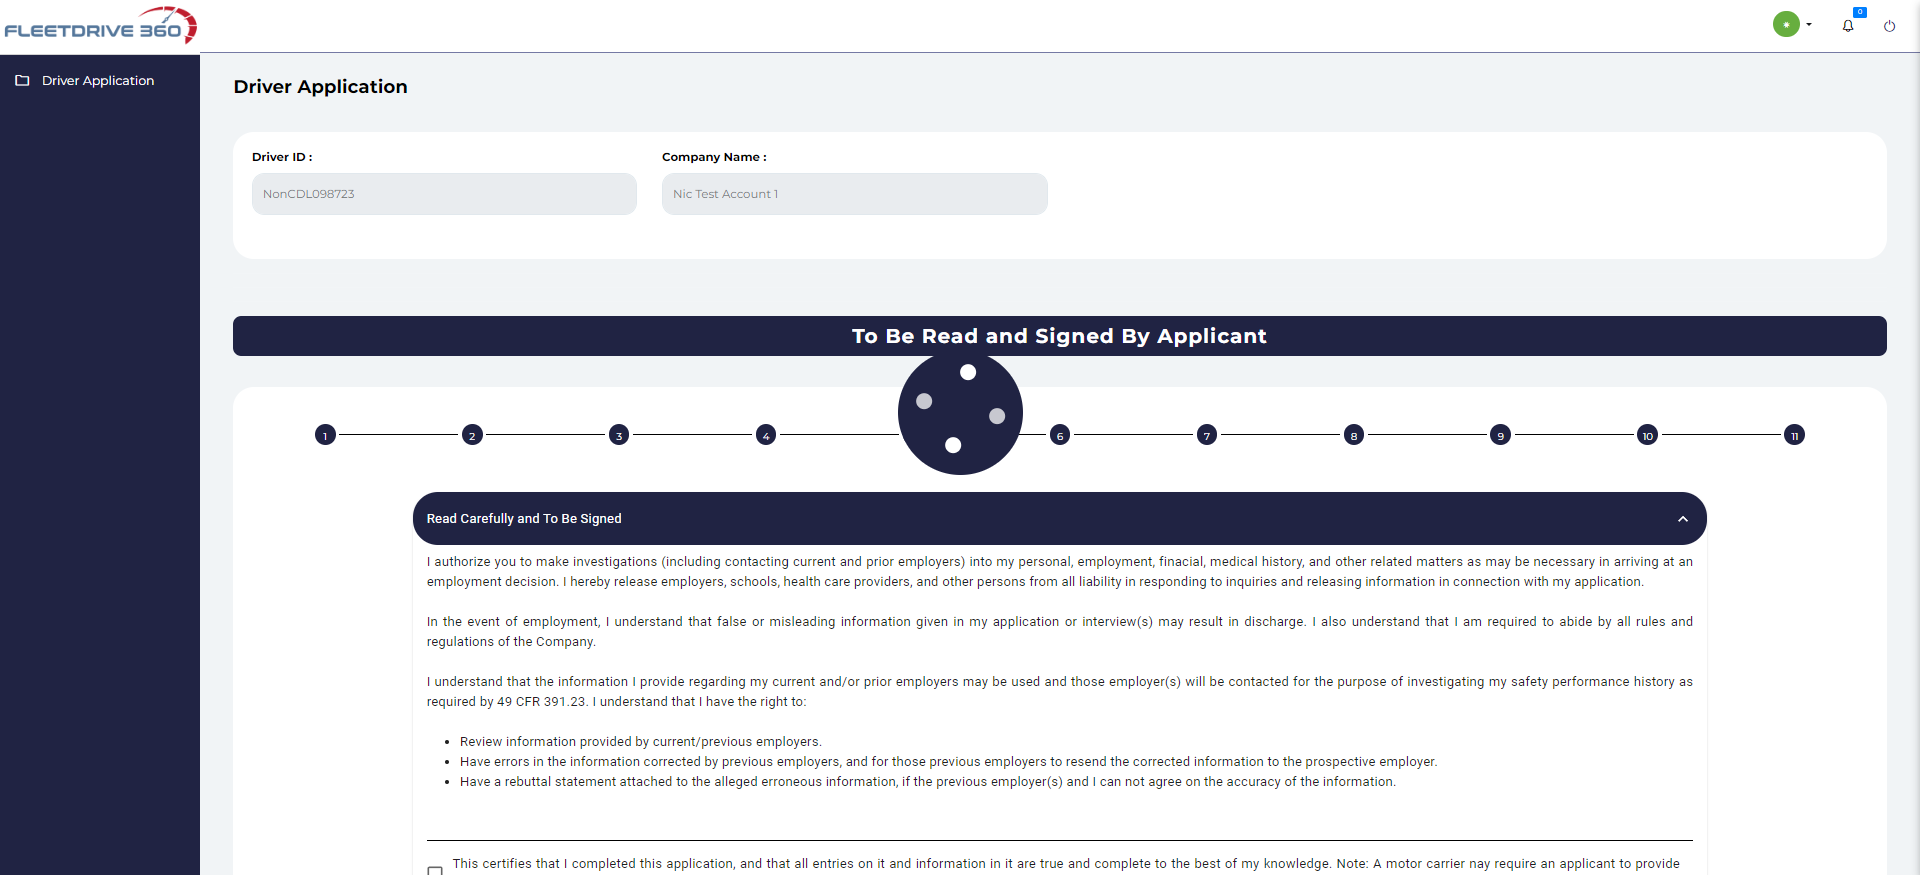 FLEETDRIVE 360
0
Driver Application
Driver Application
Driver ID :
Company Name :
NonCDL098723
Nic Test Account 1
To Be Read and Signed By Applicant
1 2 3 4 6 7 8 9 10 11
Read Carefully and To Be Signed
I authorize you to make investigations (including contacting current and prior employers) into my personal, employment, finacial, medical history, and other related matters as may be necessary in arriving at an
employment decision. I hereby release employers, schools, health care providers, and other persons from all liability in responding to inquiries and releasing information in connection with my application.
In the event of employment, I understand that false or misleading information given in my application or interview(s) may result in discharge. I also understand that I am required to abide by all rules and
regulations of the Company.
I understand that the information I provide regarding my current and/or prior employers may be used and those employer(s) will be contacted for the purpose of investigating my safety performance history as
required by 49 CFR 391.23. I understand that I have the right to:
• Review information provided by current/previous employers.
• Have errors in the information corrected by previous employers, and for those previous employers to resend the corrected information to the prospective employer.
• Have a rebuttal statement attached to the alleged erroneous information, if the previous employer(s) and I can not agree on the accuracy of the information.
This certifies that I completed this application, and that all entries on it and information in it are true and complete to the best of my knowledge. Note: A motor carrier nay require an applicant to provide